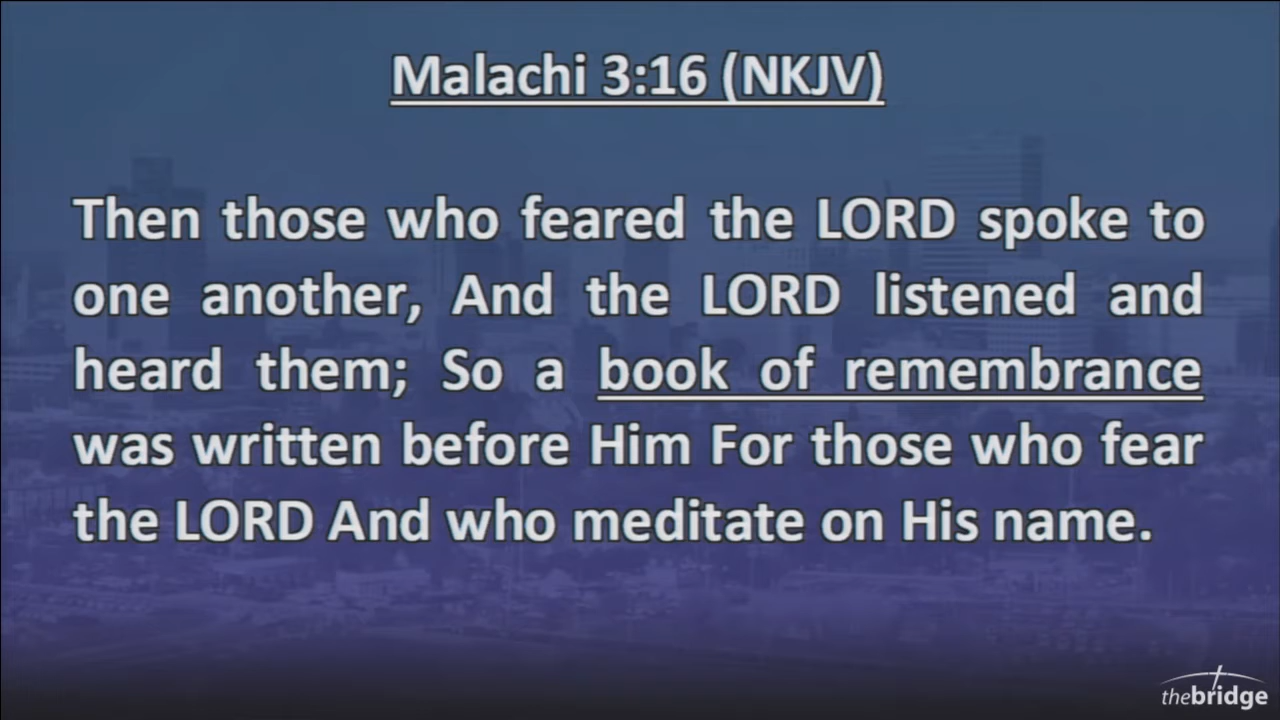 Malachi 3:16 (NKJV)
Then those who feared the LORD spoke to
one another, And the LORD listened and
heard them; So a book of remembrance
was written before Him For those who fear
the LORD And who meditate on His name.
thebridge